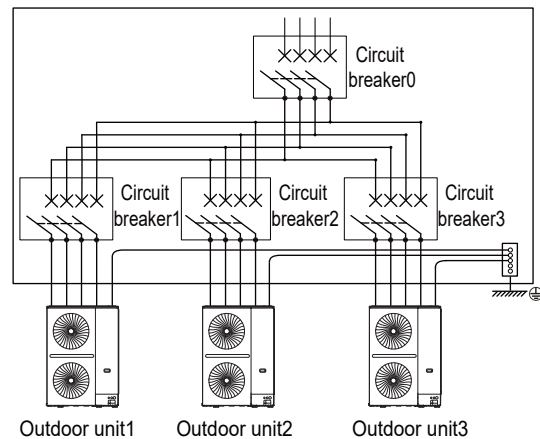 Circuit
breaker0
Circuit
breaker1
Circuit
breaker2
Circuit
breaker3
Outdoor unit1
Outdoor unit2
Outdoor unit3